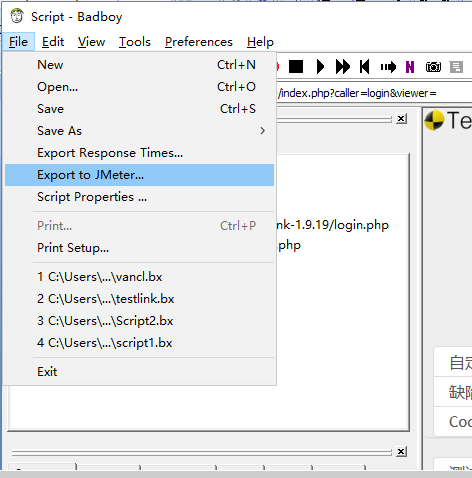 Script - Badboy
File Edit View Tools Preferences Help
New Ctrl+N
Open... Ctrl+O
Save Ctrl+S
Save As
Export Response Times...
Export to JMeter...
Script Properties ...
Print... Ctrl+P
Print Setup...
1 C:\Users\...\vancl.bx
2 C:\Users\...\testlink.bx
3 C:\Users\...\Script2.bx
4 C:\Users\...\script1.bx
Exit
N
/index.php?caller=login&viewer=
Te
nk-1.9.19/login.php
.php
自定
缺陷
Coc